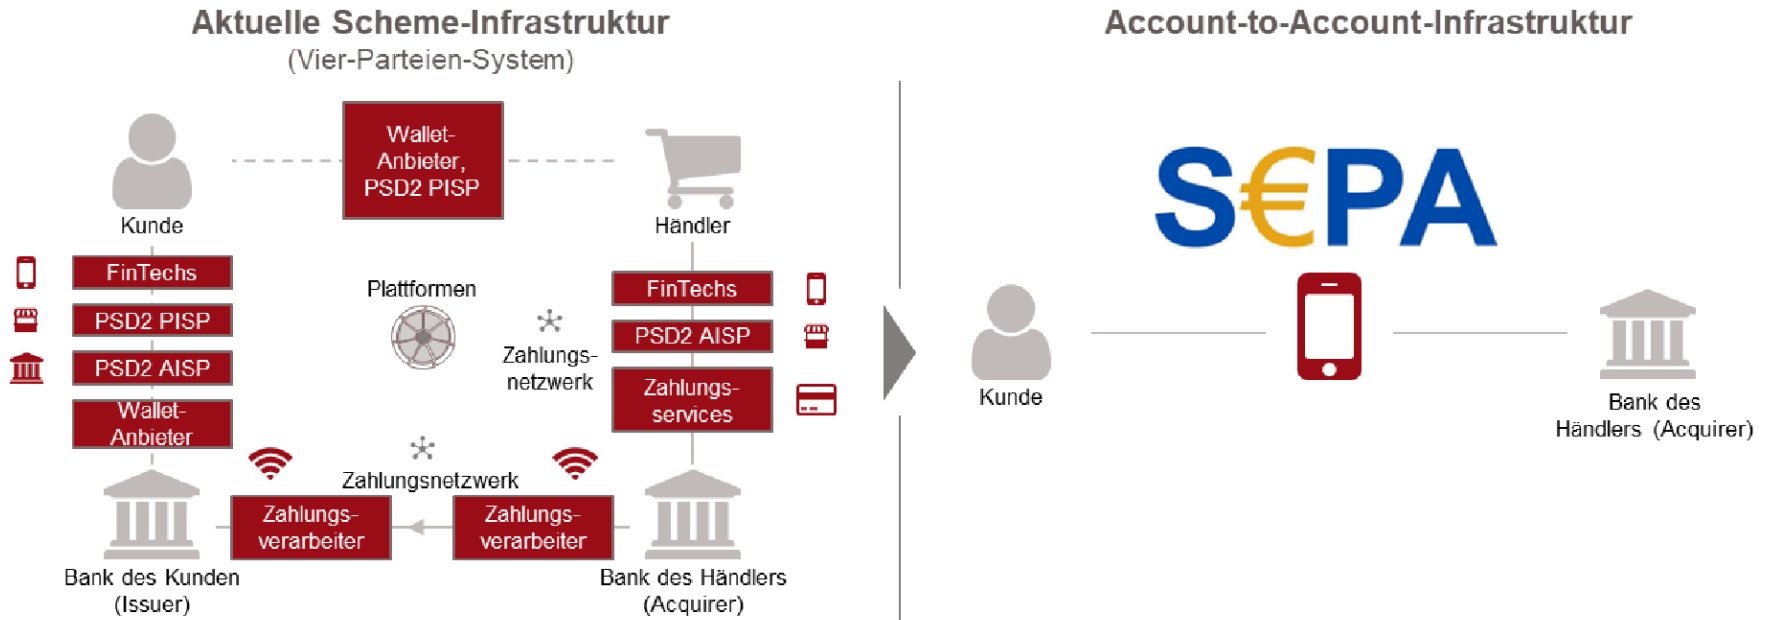 Aktuelle Scheme-Infrastruktur
(Vier-Parteien-System)
Kunde
Wallet-
Anbieter,
PSD2 PISP
Händler
FinTechs
PSD2 PISP
PSD2 AISP
Wallet-
Anbieter
Plattformen
Zahlungs-
netzwerk
FinTechs
PSD2 AISP
Zahlungs-
services
Zahlungsnetzwerk
Zahlungs-
verarbeiter
Zahlungs-
verarbeiter
Bank des Kunden
(Issuer)
Bank des Händlers
(Acquirer)
Account-to-Account-Infrastruktur
S€PA
Kunde
Bank des
Händlers (Acquirer)